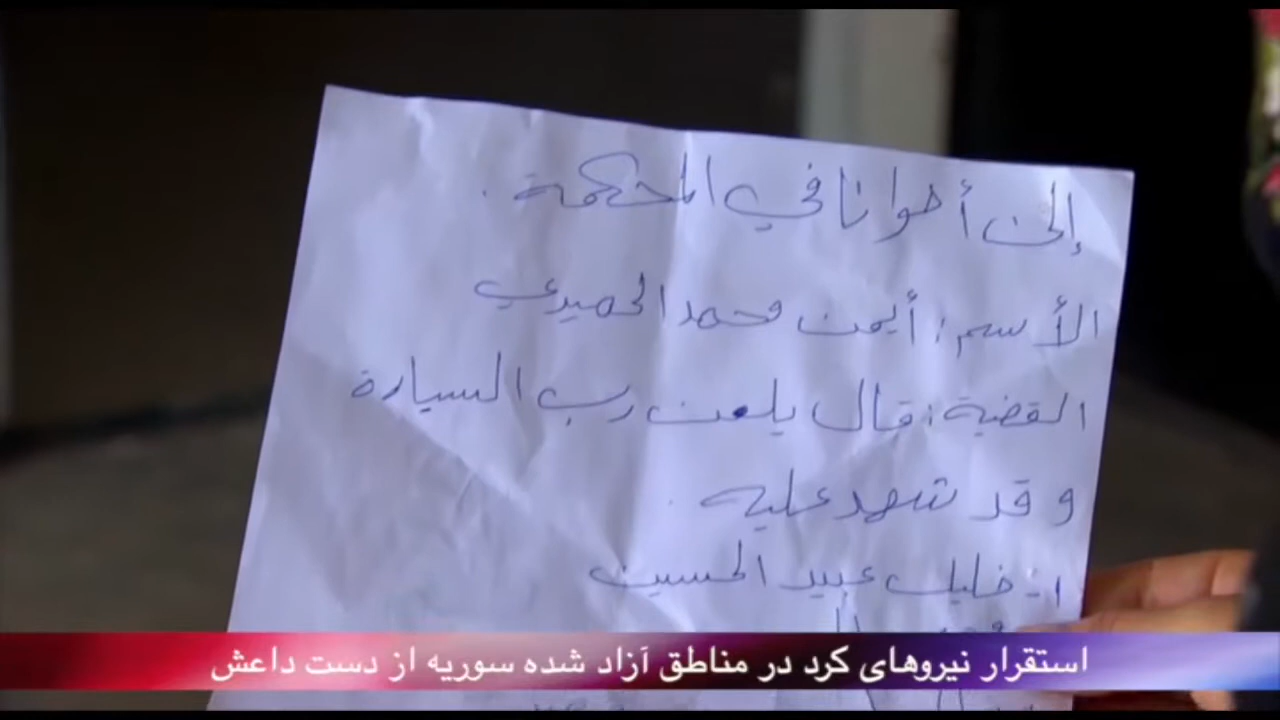 إلى أخوانا في المحكمة.
الأسم: أيمن محمد الحميدي
القضية: قال يلعن رب السيارة
وقد شهد عليه.
١- خليل عبيد الحسين
استقرار نیروهای کرد در مناطق آزاد شده سوریه از دست داعش